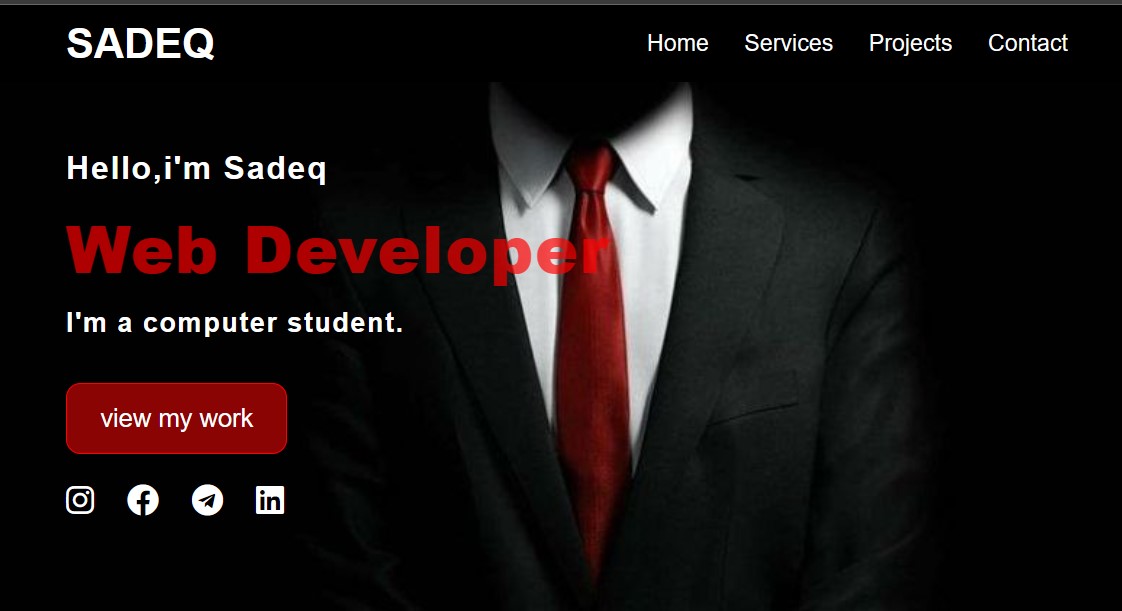 SADEQ
Home Services Projects Contact
Hello,i'm Sadeq
Web Developer
I'm a computer student.
view my work